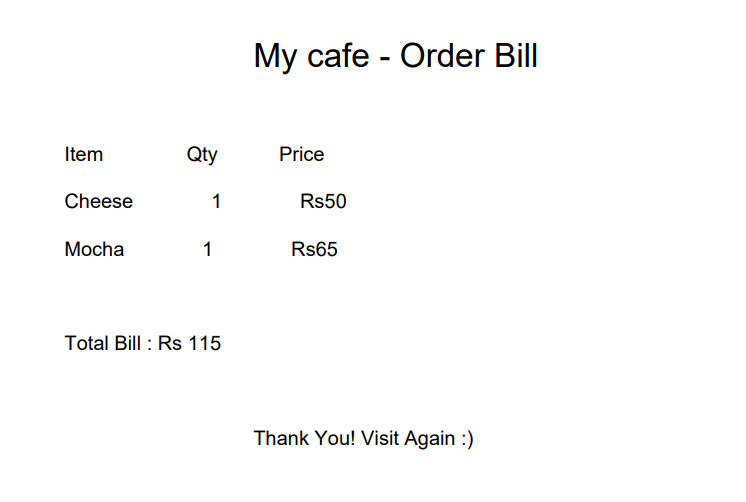 My cafe - Order Bill
Item Qty Price
Cheese 1 Rs50
Mocha 1 Rs65
Total Bill : Rs 115
Thank You! Visit Again :)